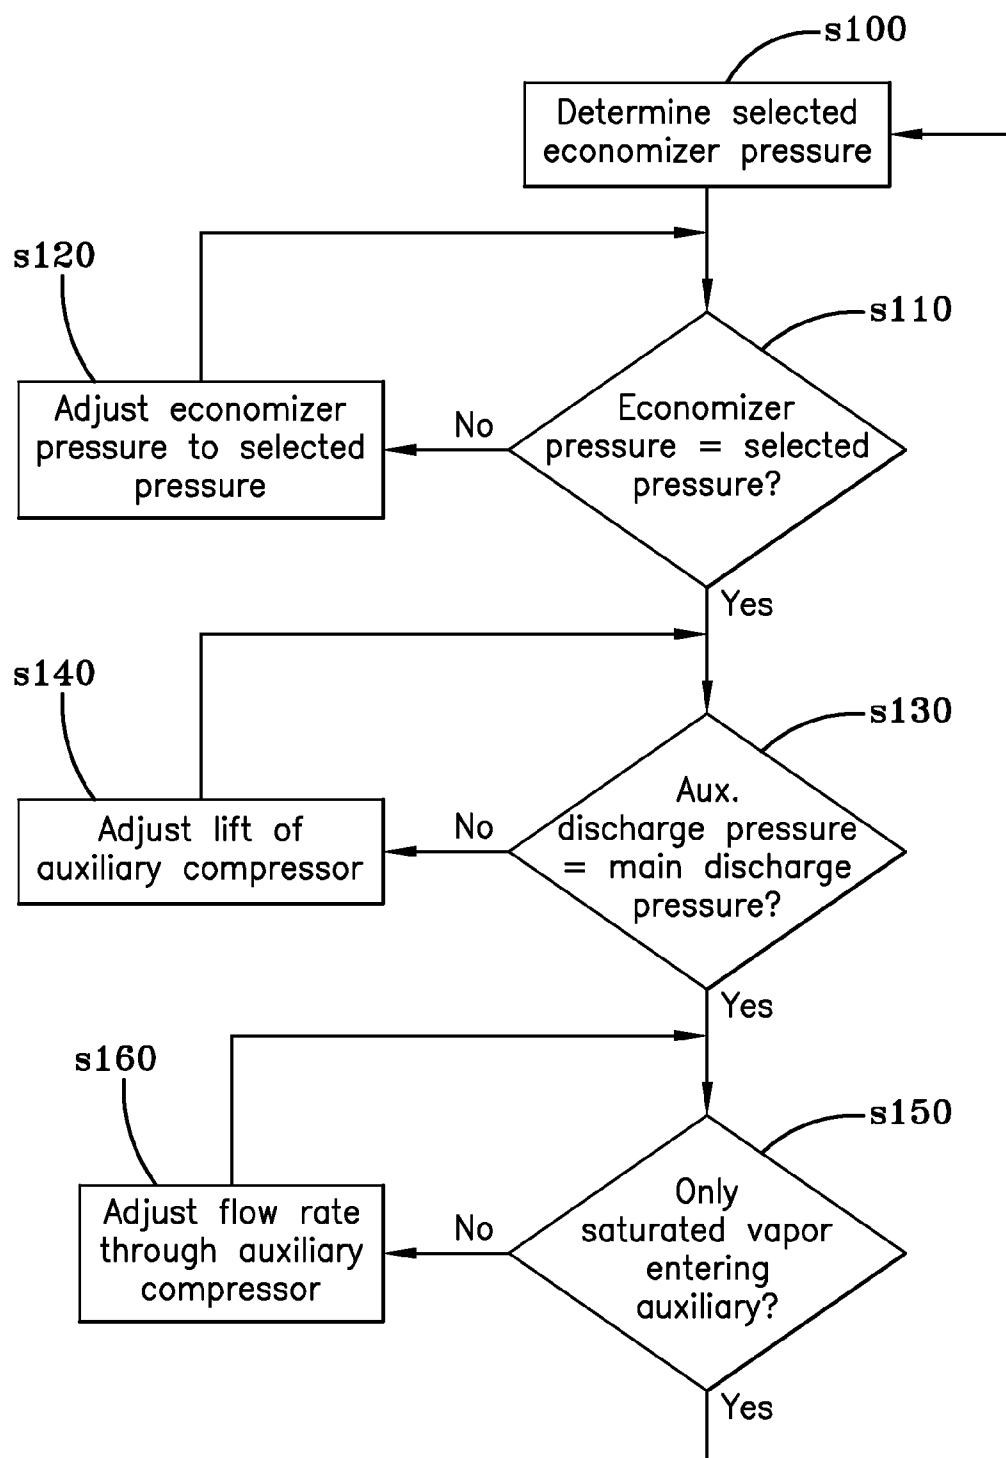 s100
Determine selected
economizer pressure
s120
s110
Adjust economizer
pressure to selected
pressure
No
Economizer
pressure = selected
pressure?
Yes
s140
s130
Adjust lift of
auxiliary compressor
No
Aux.
discharge pressure
= main discharge
pressure?
Yes
s160
s150
Adjust flow rate
through auxiliary
compressor
No
Only
saturated vapor
entering
auxiliary?
Yes